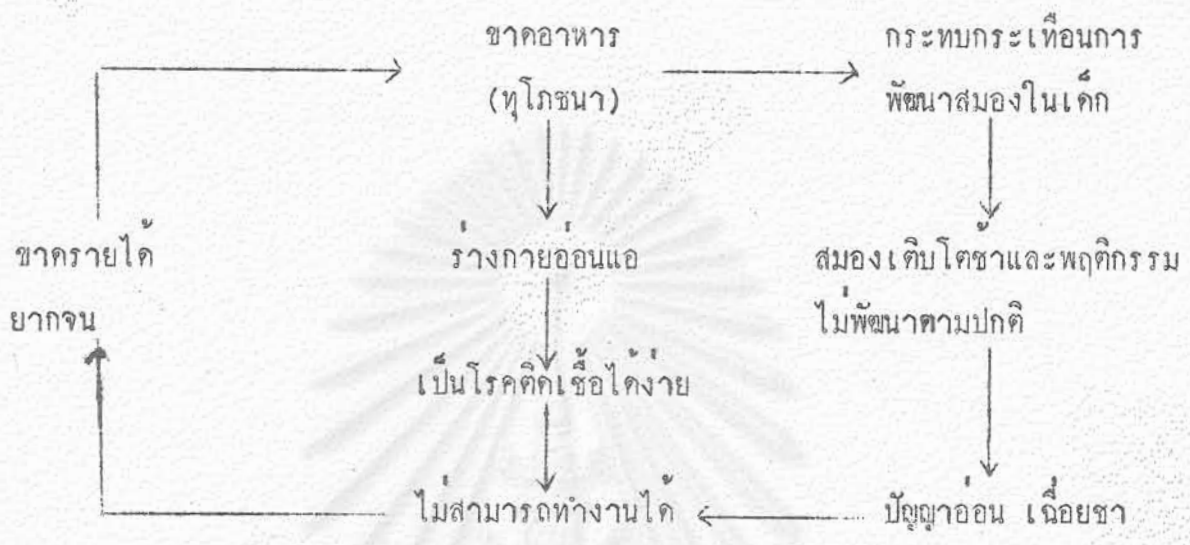 ขาดอาหาร
(ทุโภชนา)
กระทบกระเทือนการ
พัฒนาสมองในเด็ก
ขาดรายได้
ยากจน
ร่างกายอ่อนแอ
เป็นโรคติดเชื้อได้ง่าย
ไม่สามารถทำงานได้
สมองเติบโตช้าและพฤติกรรม
ไม่พัฒนาตามปกติ
ปัญญาอ่อน เฉื่อยชา